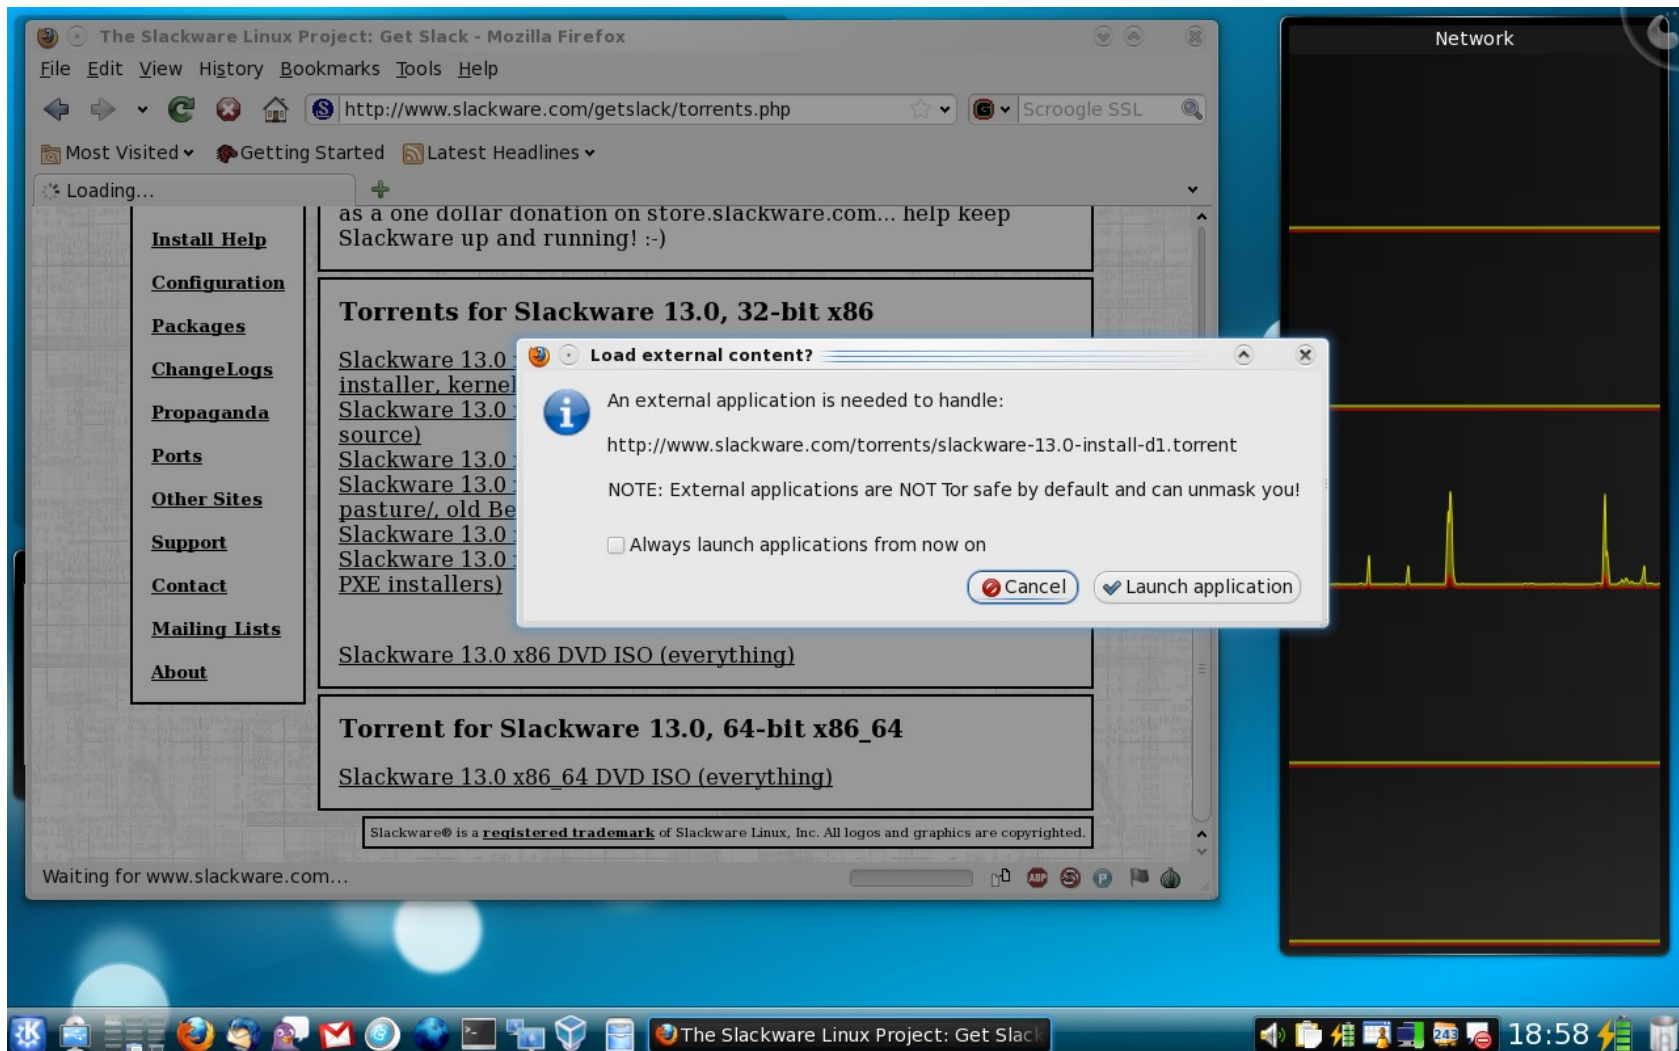 The Slackware Linux Project: Get Slack - Mozilla Firefox
File Edit View History Bookmarks Tools Help
http://www.slackware.com/getslack/torrents.php
Scroogle SSL
Most Visited Getting Started Latest Headlines
Loading...
Install Help
Configuration
Packages
ChangeLogs
Propaganda
Ports
Other Sites
Support
Contact
Mailing Lists
About
as a one dollar donation on store.slackware.com... help keep
Slackware up and running! :-)
Torrents for Slackware 13.0, 32-bit x86
Slackware 13.0
installer, kernel
Slackware 13.0
source)
Slackware 13.0
Slackware 13.0
pasture/, old Be
Slackware 13.0
Slackware 13.0
PXE installers)
Slackware 13.0 x86 DVD ISO (everything)
Torrent for Slackware 13.0, 64-bit x86_64
Slackware 13.0 x86_64 DVD ISO (everything)
Slackware® is a registered trademark of Slackware Linux, Inc. All logos and graphics are copyrighted.
Waiting for www.slackware.com...
ABP
Load external content?
An external application is needed to handle:
http://www.slackware.com/torrents/slackware-13.0-install-d1.torrent
NOTE: External applications are NOT Tor safe by default and can unmask you!
Always launch applications from now on
Cancel Launch application
Network
The Slackware Linux Project: Get Slack
243
18:58